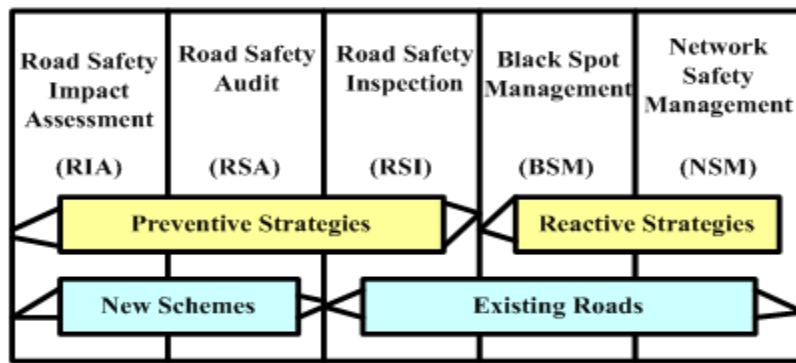 Road Safety
Impact
Assessment
(RIA)
Road Safety
Audit
(RSA)
Road Safety
Inspection
(RSI)
Black Spot
Management
(BSM)
Network
Safety
Management
(NSM)
Preventive Strategies
Reactive Strategies
New Schemes
Existing Roads